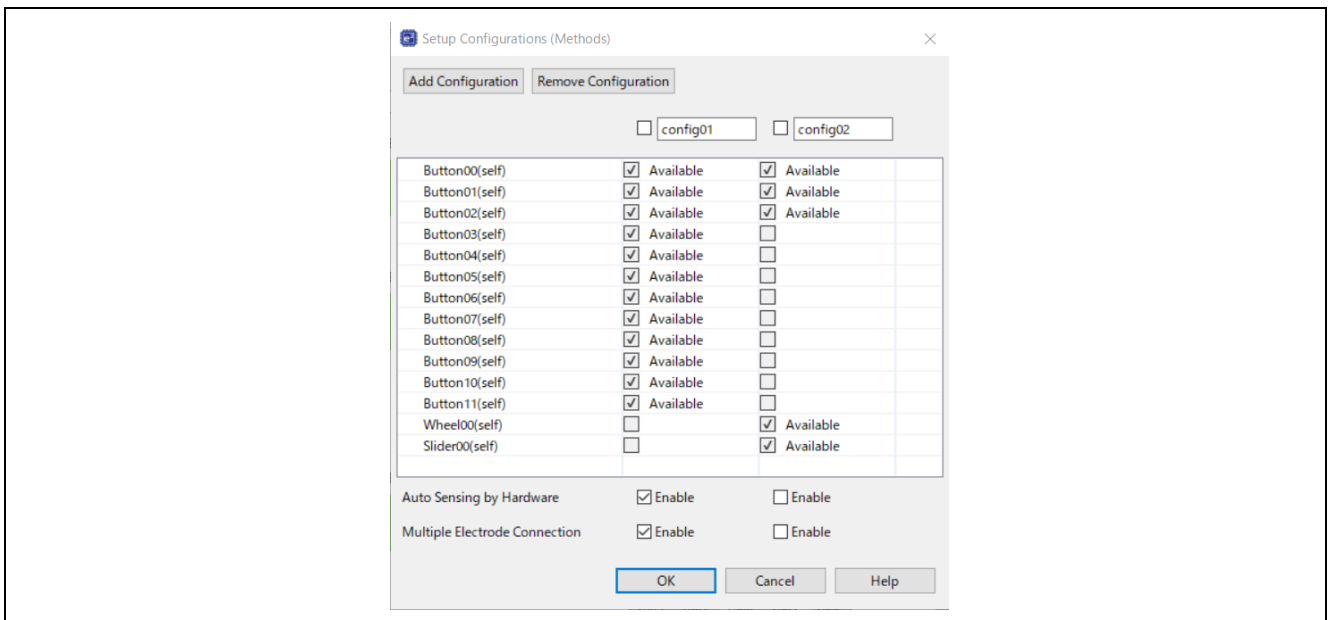 Setup Configurations (Methods)
Add Configuration Remove Configuration
config01 config02
Button00(self) Available Available
Button01(self) Available Available
Button02(self) Available Available
Button03(self) Available
Button04(self) Available
Button05(self) Available
Button06(self) Available
Button07(self) Available
Button08(self) Available
Button09(self) Available
Button10(self) Available
Button11(self) Available
Wheel00(self) Available
Slider00(self) Available
Auto Sensing by Hardware Enable Enable
Multiple Electrode Connection Enable Enable
OK Cancel Help